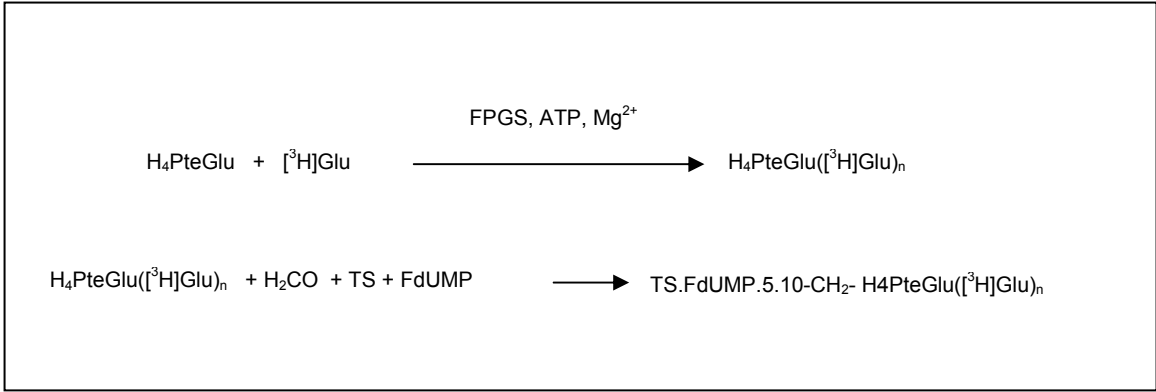 FPGS, ATP, Mg²⁺
H₄PteGlu + [³H]Glu H₄PteGlu([³H]Glu)ₙ
H₄PteGlu([³H]Glu)ₙ + H₂CO + TS + FdUMP TS.FdUMP.5.10-CH₂- H4PteGlu([³H]Glu)ₙ